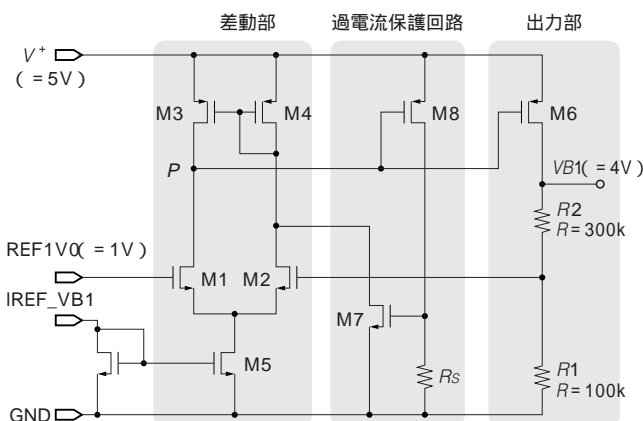 差動部
過電流保護回路
出力部
V⁺
( = 5V)
M3
M4
M8
M6
P
VB1( = 4V)
R2
R= 300k
REF1V0( = 1V)
M1
M2
IREF_VB1
M7
M5
Rs
R1
R= 100k
GND